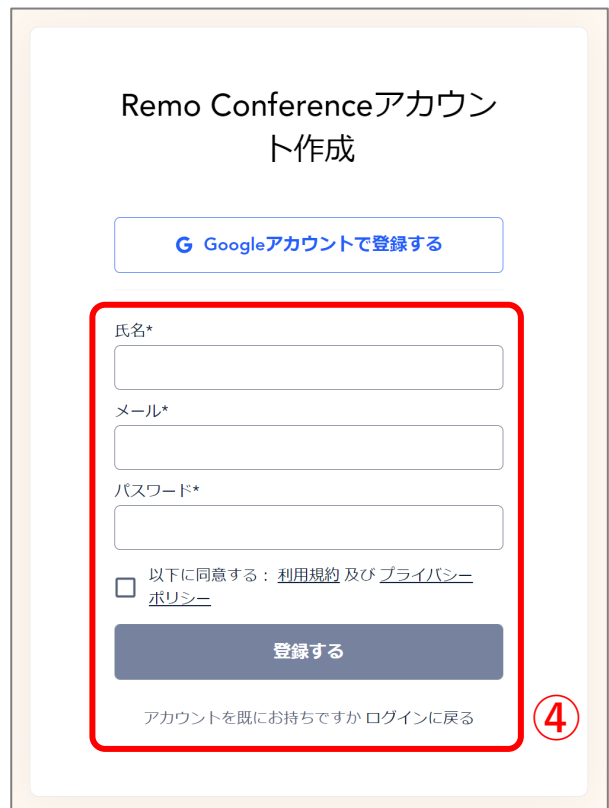 Remo Conferenceアカウン
ト作成
G Googleアカウントで登録する
氏名*
メール*
パスワード*
以下に同意する： 利用規約 及び プライバシー
ポリシー
登録する
アカウントを既にお持ちですか ログインに戻る
④